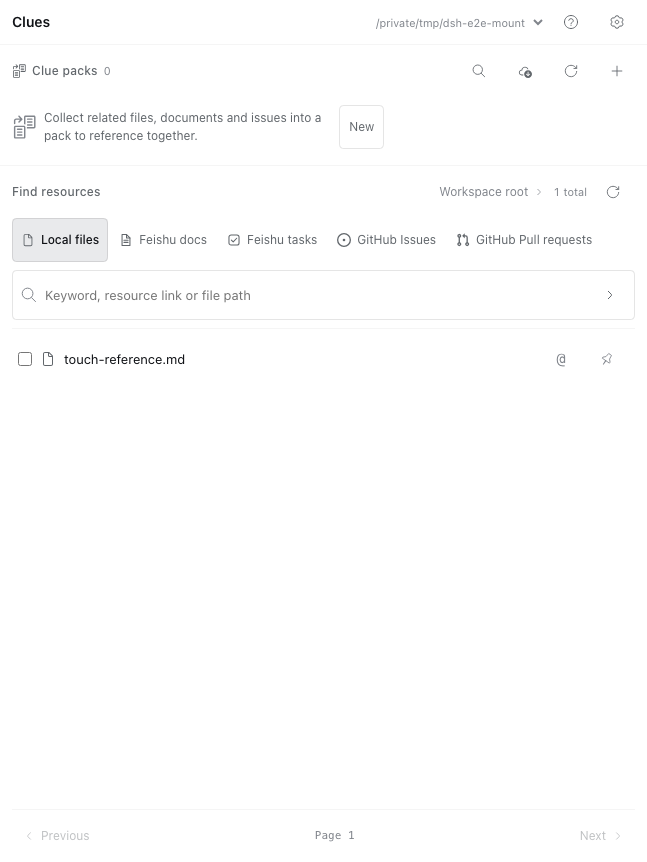 Clues
/private/tmp/dsh-e2e-mount
Clue packs 0
Collect related files, documents and issues into a
pack to reference together.
New
Find resources
Workspace root
1 total
Local files
Feishu docs
Feishu tasks
GitHub Issues
GitHub Pull requests
Keyword, resource link or file path
touch-reference.md
@
Previous
Page 1
Next